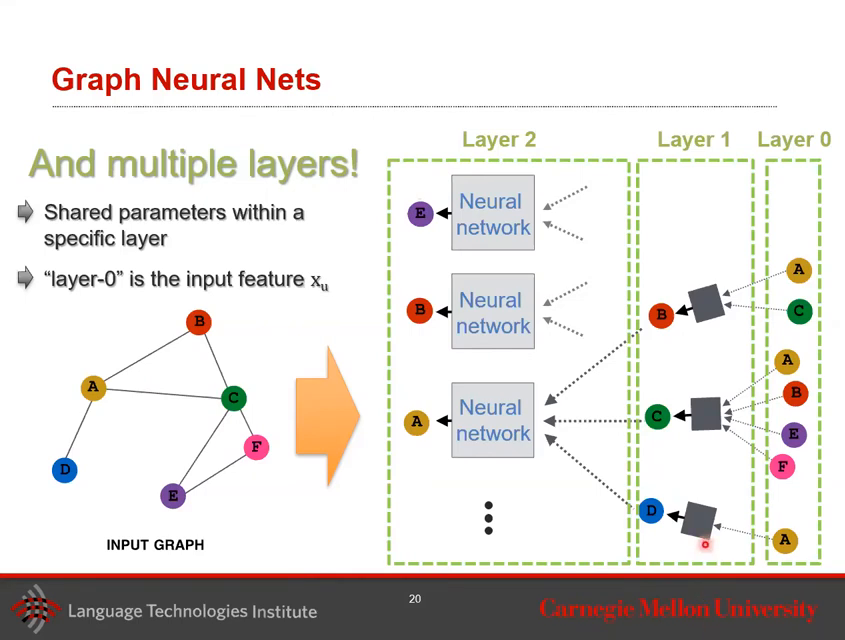 Graph Neural Nets
And multiple layers!
Shared parameters within a
specific layer
“layer-0” is the input feature xᵤ
B
A
C
F
D
E
INPUT GRAPH
Layer 2
Layer 1
Layer 0
E
Neural
network
B
Neural
network
A
Neural
network
B
C
D
A
C
A
B
E
F
A
Language Technologies Institute
20
Carnegie Mellon University